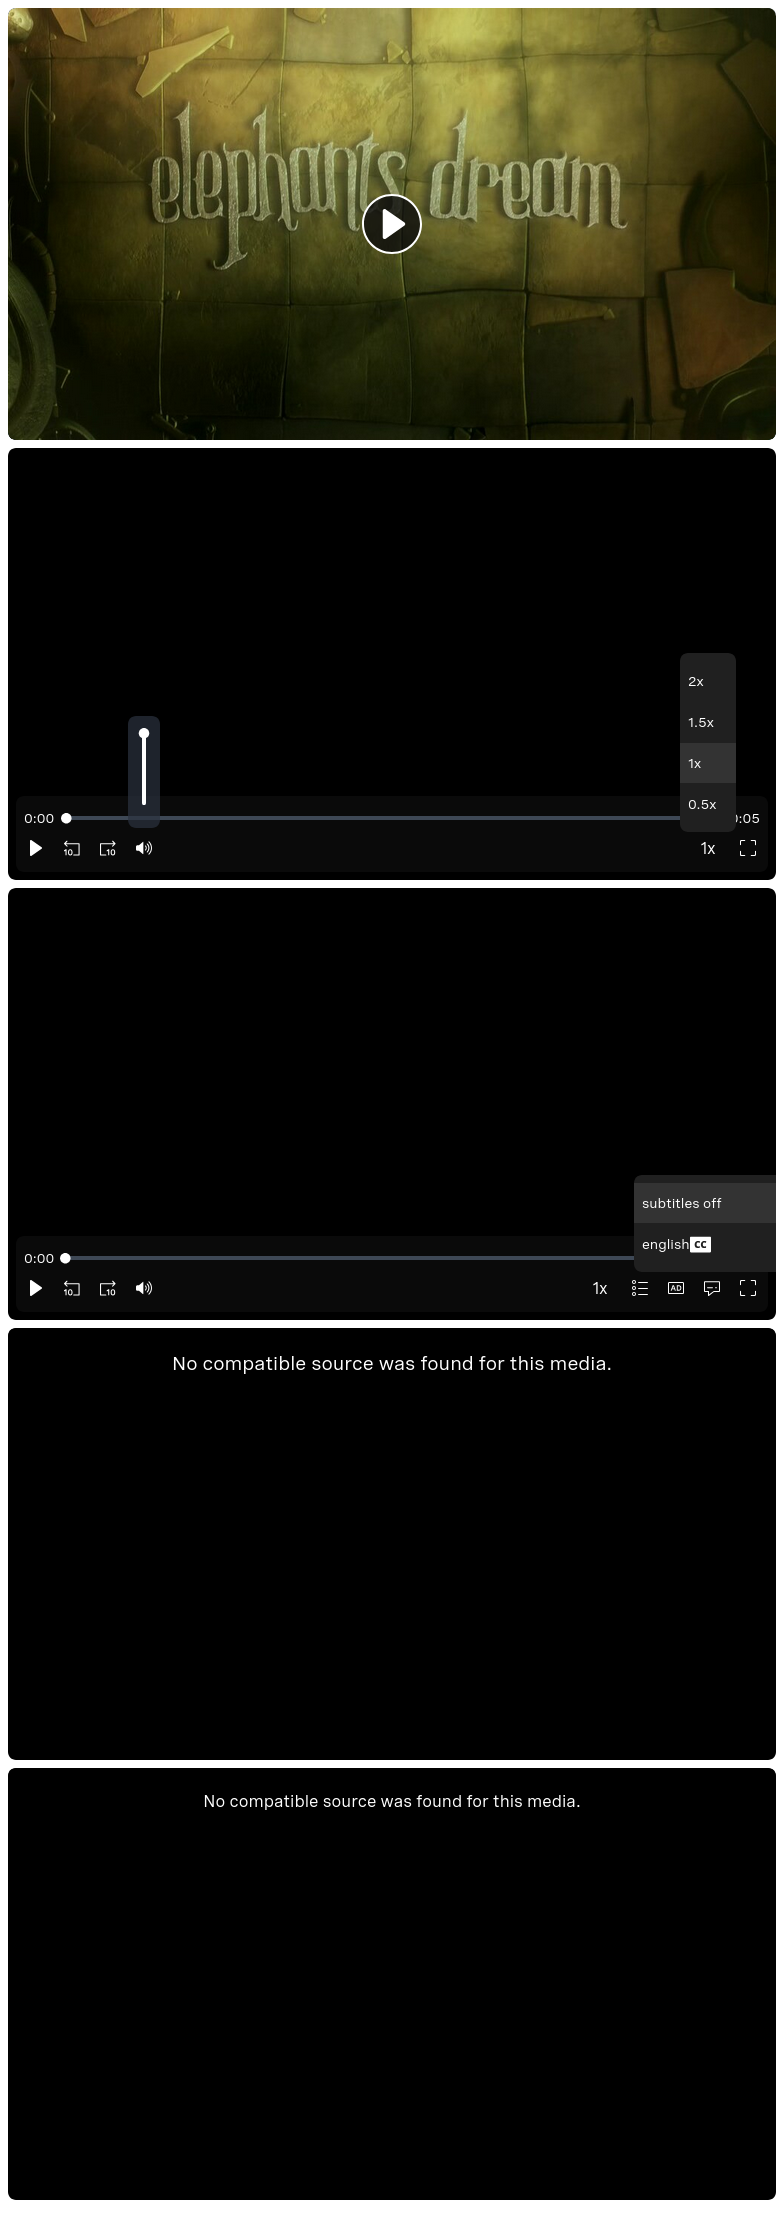 elephants dream
2x
1.5x
1x
0.5x
0:00
:05
10
10
1x
subtitles off
english CC
0:00
10
10
1x
AD
No compatible source was found for this media.
No compatible source was found for this media.